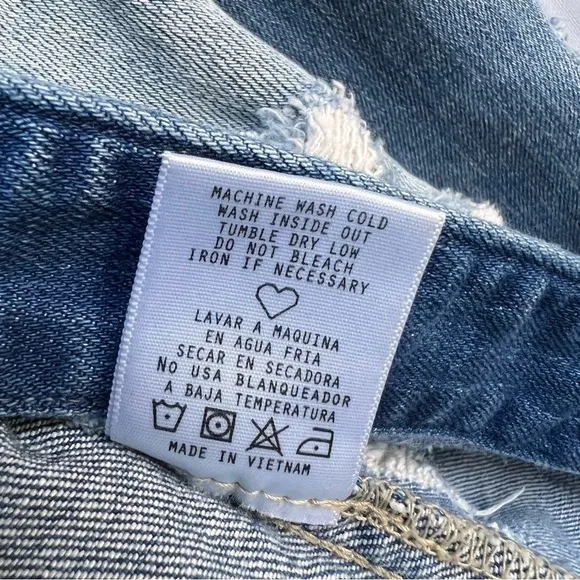 MACHINE WASH COLD
WASH INSIDE OUT
TUMBLE DRY LOW
DO NOT BLEACH
IRON IF NECESSARY
LAVAR A MAQUINA
EN AGUA FRIA
SECAR EN SECADORA
NO USA BLANQUEADOR
A BAJA TEMPERATURA
MADE IN VIETNAM